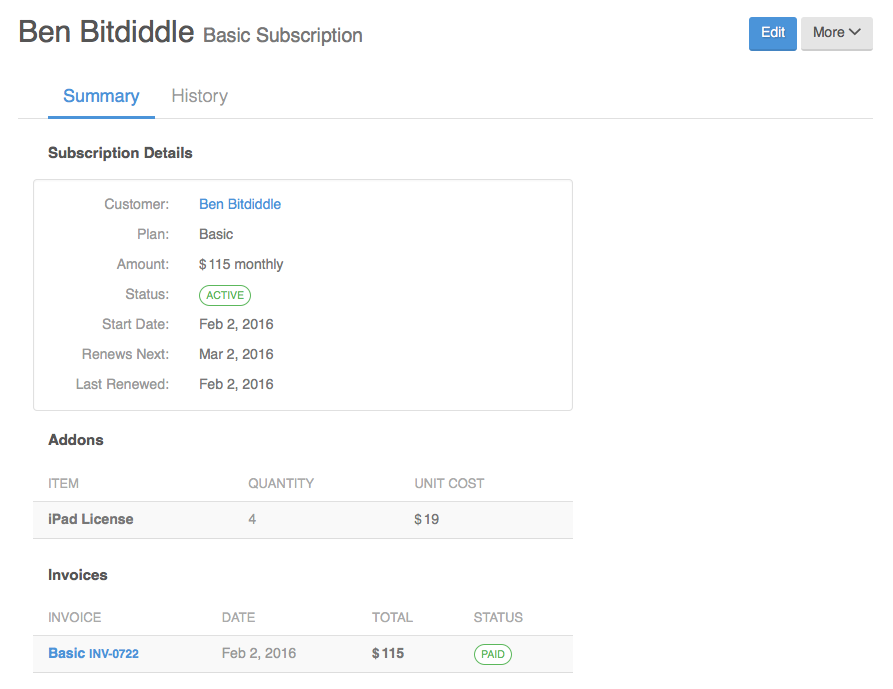 Ben Bitdiddle Basic Subscription
Edit
More
Summary
History
Subscription Details
Customer: Ben Bitdiddle
Plan: Basic
Amount: $115 monthly
Status: ACTIVE
Start Date: Feb 2, 2016
Renews Next: Mar 2, 2016
Last Renewed: Feb 2, 2016
Addons
ITEM QUANTITY UNIT COST
iPad License 4 $19
Invoices
INVOICE DATE TOTAL STATUS
Basic INV-0722 Feb 2, 2016 $115 PAID